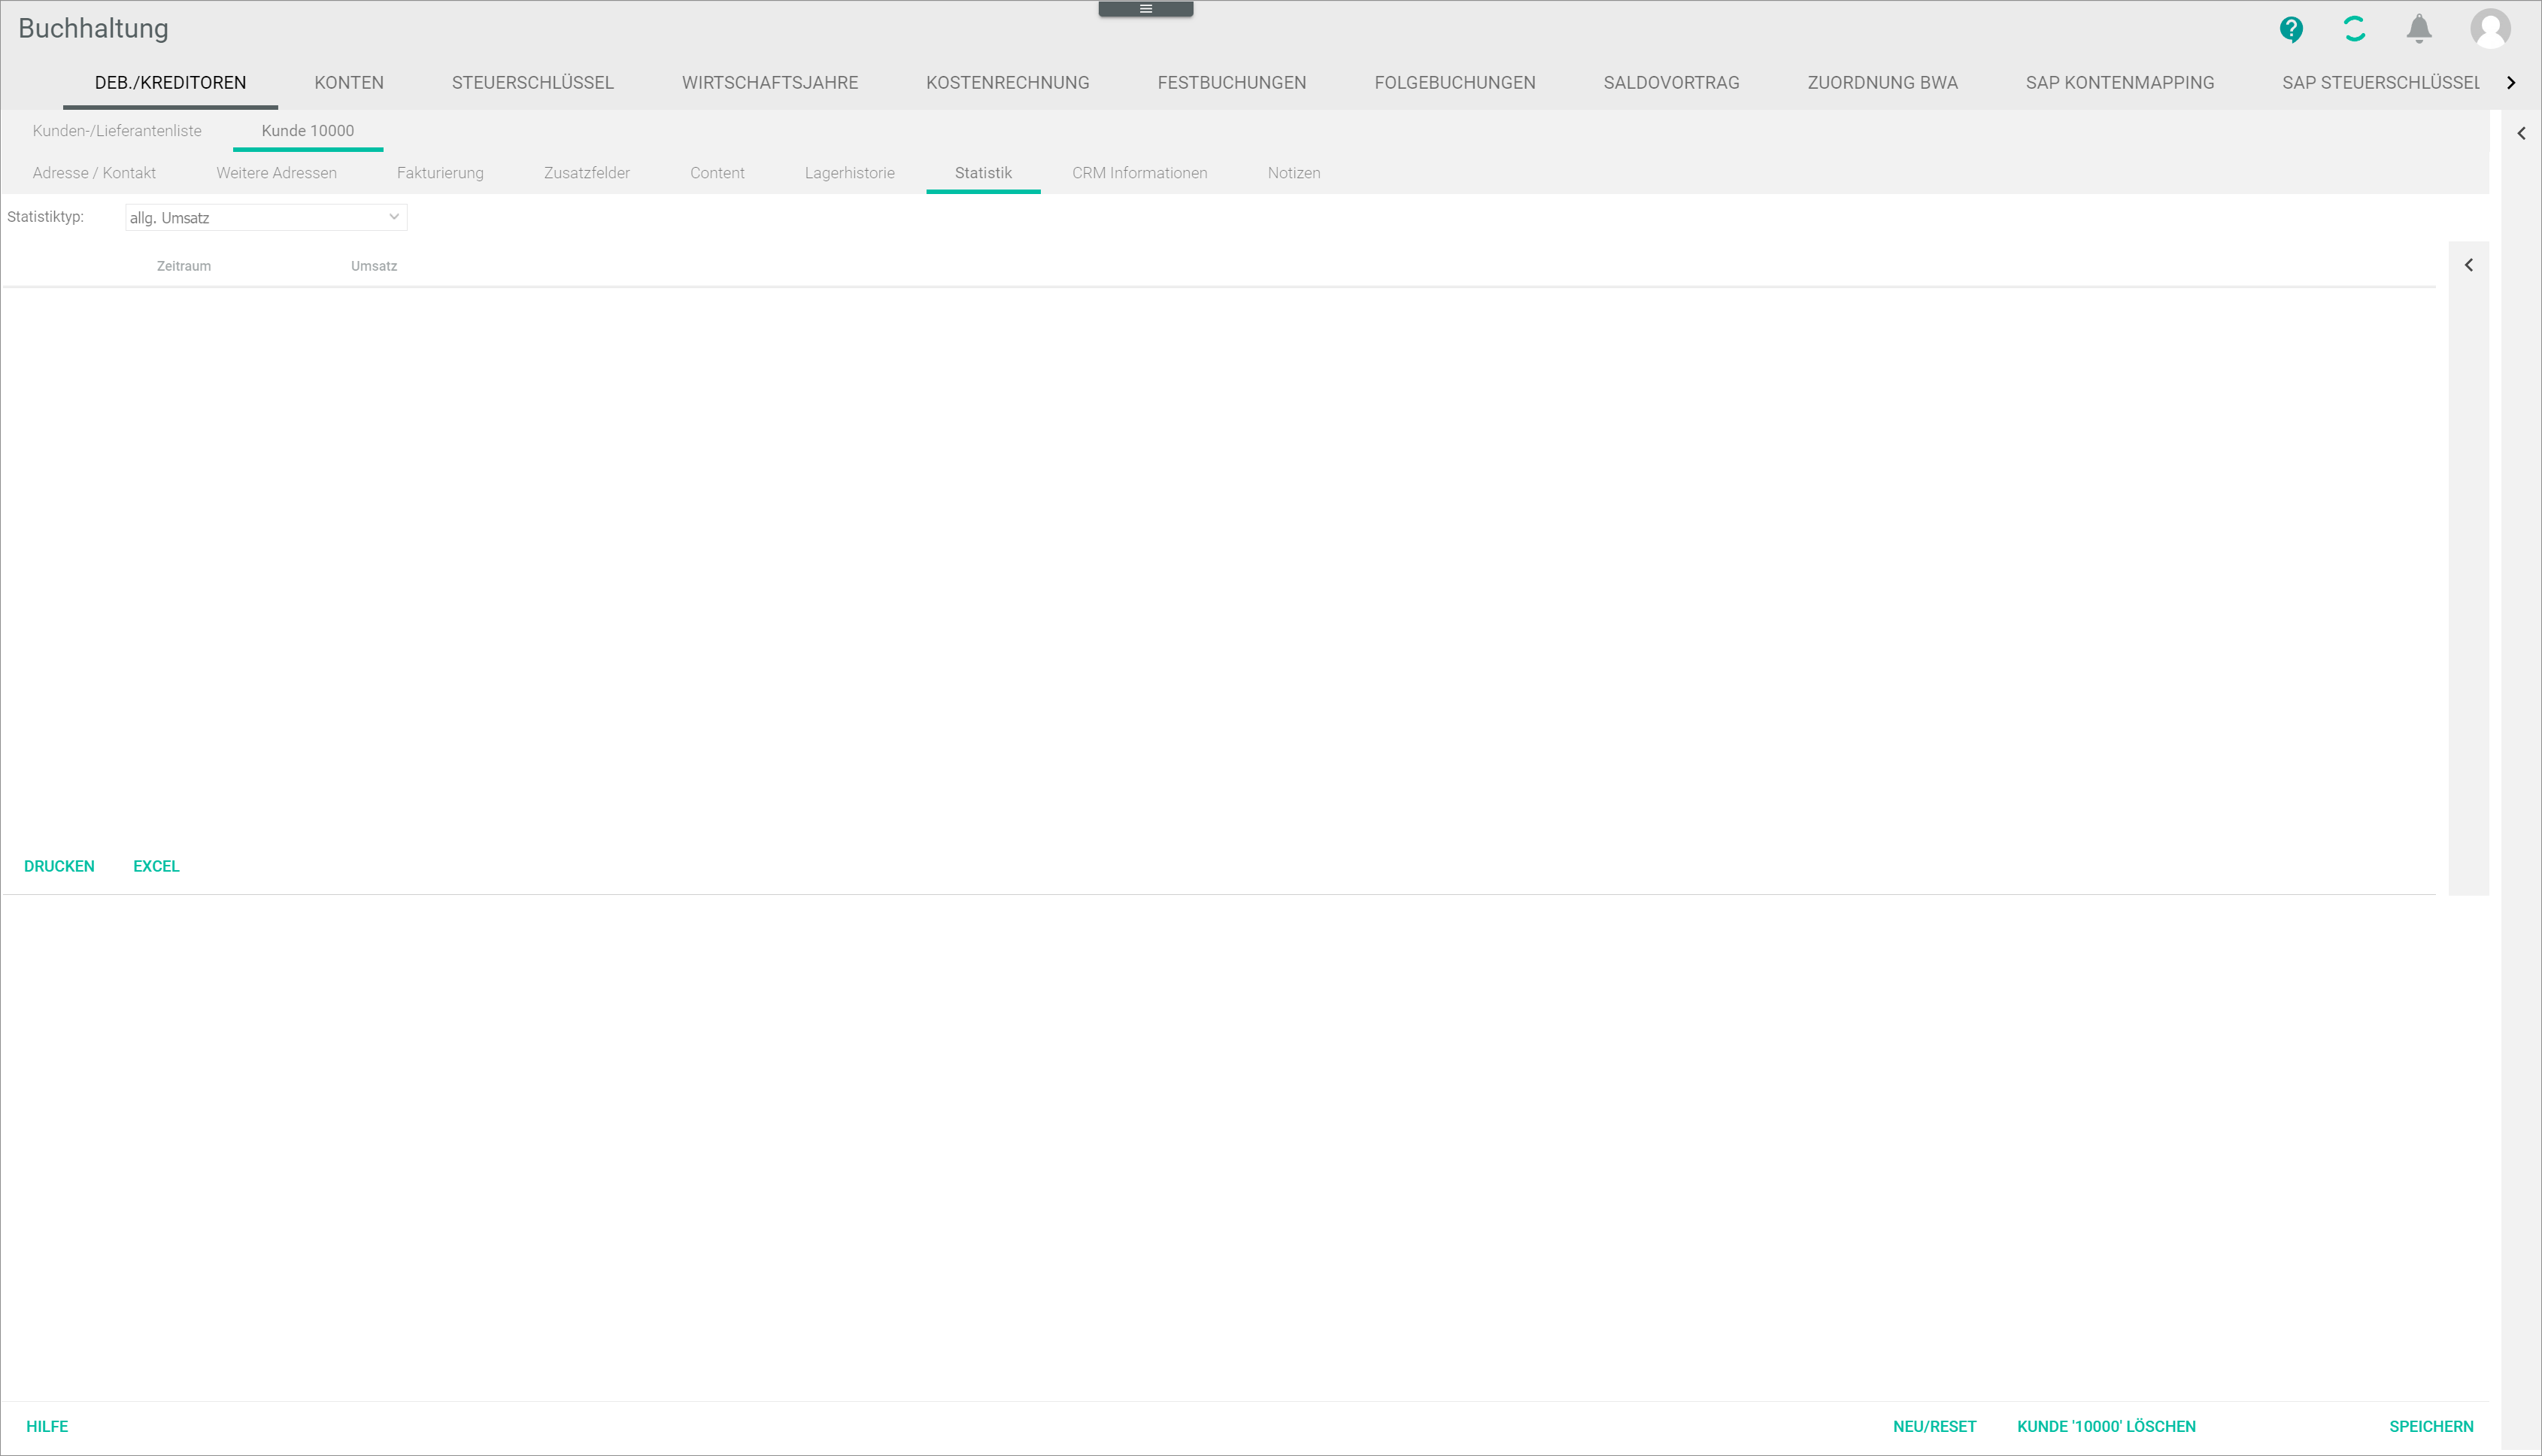 Buchhaltung
DEB./KREDITOREN KONTEN STEUERSCHLÜSSEL WIRTSCHAFTSJAHRE KOSTENRECHNUNG FESTBUCHUNGEN FOLGEBUCHUNGEN SALDOVORTRAG ZUORDNUNG BWA SAP KONTENMAPPING SAP STEUERSCHLÜSSEL
Kunden-/Lieferantenliste Kunde 10000
Adresse / Kontakt Weitere Adressen Fakturierung Zusatzfelder Content Lagerhistorie Statistik CRM Informationen Notizen
Statistiktyp: allg. Umsatz
Zeitraum Umsatz
DRUCKEN EXCEL
HILFE NEU/RESET KUNDE '10000' LÖSCHEN SPEICHERN